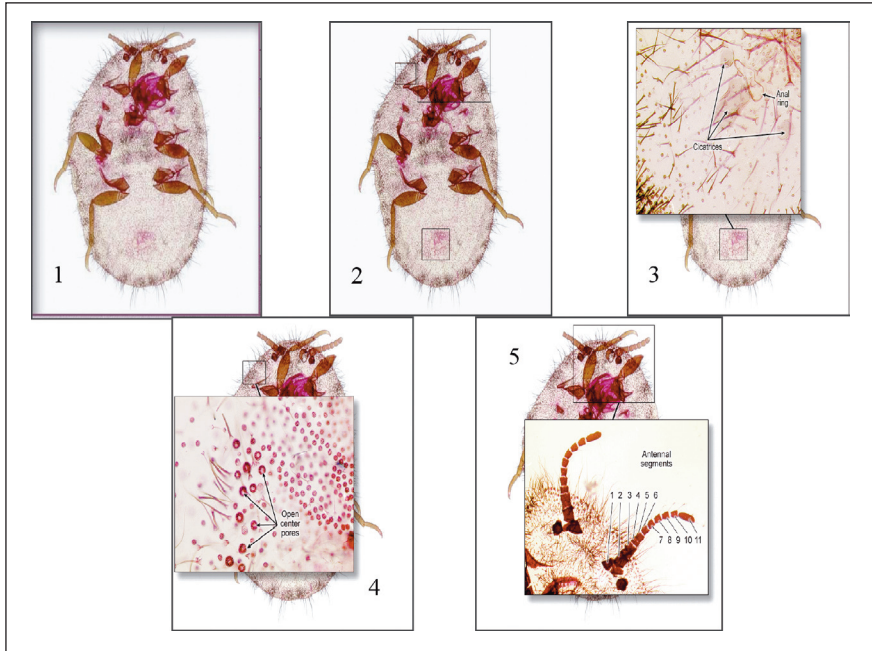 1
2
3
Anal
ring
Cicatrices
4
Open
center
pores
5
Antennal
segments
1 2 3 4 5 6
7 8 9 10 11